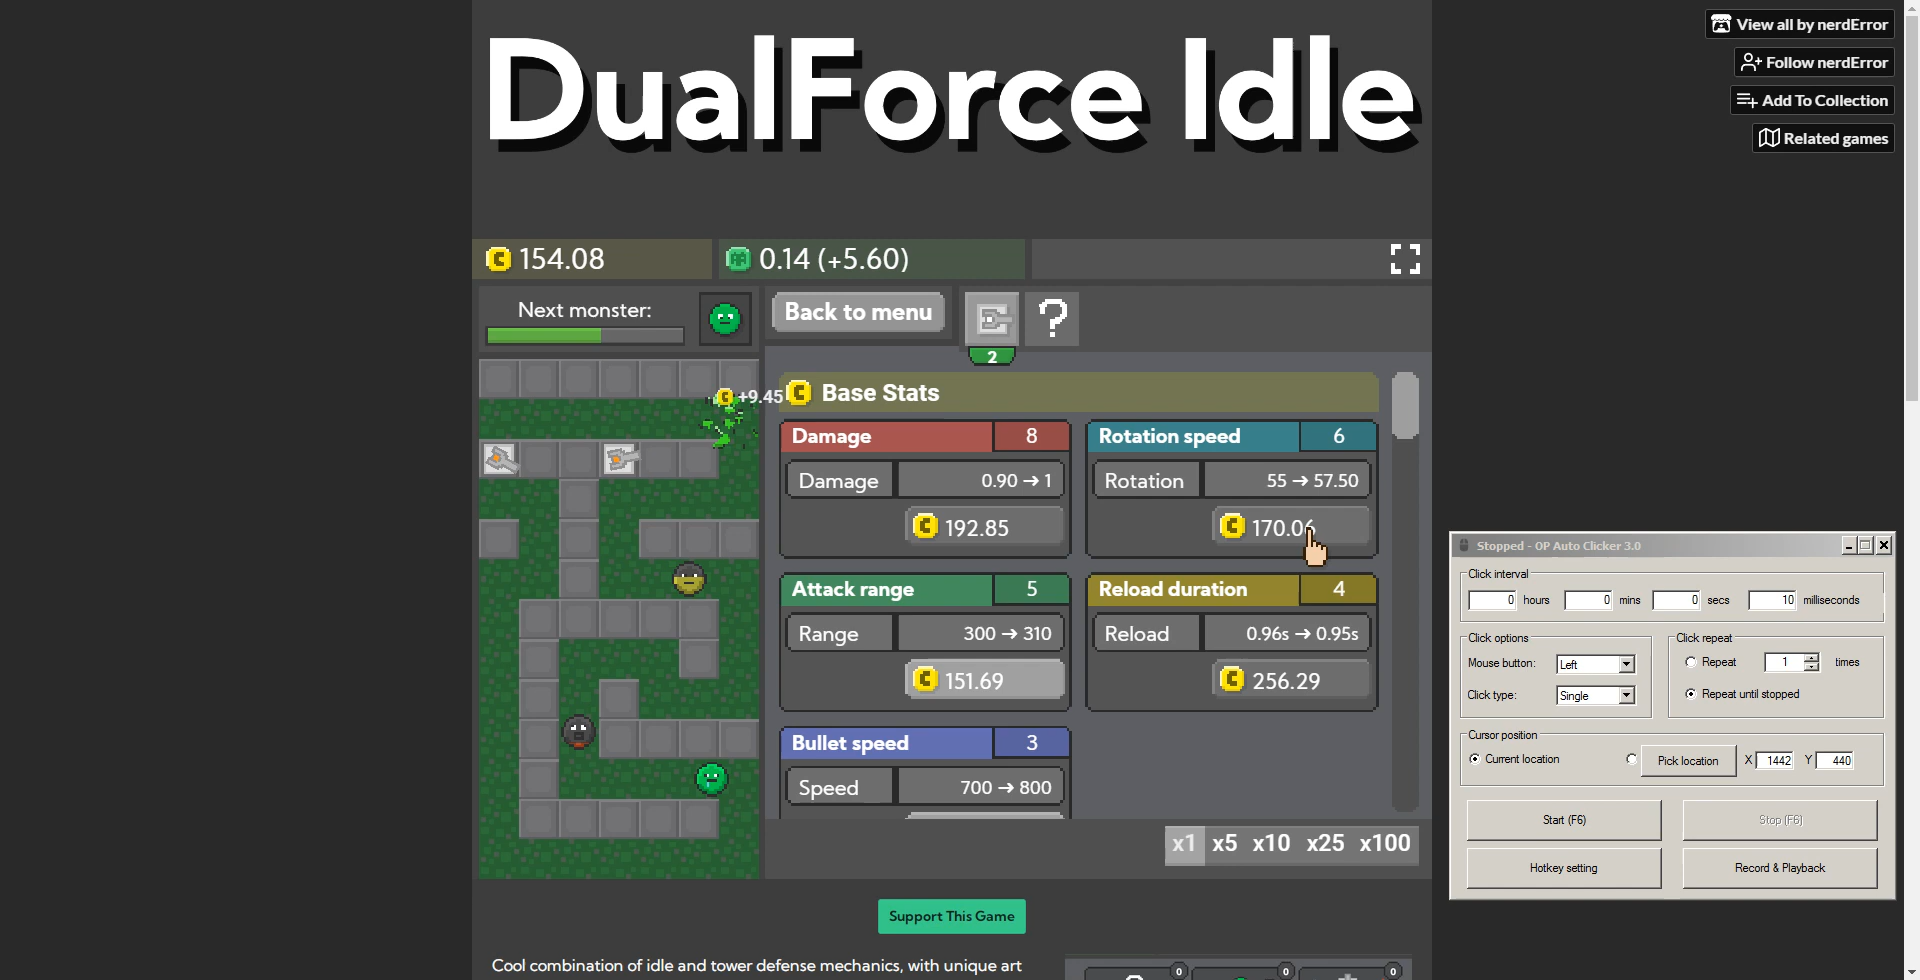 DualForce Idle
View all by nerdError
Follow nerdError
Add To Collection
Related games
154.08
0.14 (+5.60)
Next monster:
Back to menu
?
2
+9.45
Base Stats
Damage 8
Damage 0.90 → 1
192.85
Rotation speed 6
Rotation 55 → 57.50
170.06
Attack range 5
Range 300 → 310
151.69
Reload duration 4
Reload 0.96s → 0.95s
256.29
Bullet speed 3
Speed 700 → 800
x1 x5 x10 x25 x100
Support This Game
Cool combination of idle and tower defense mechanics, with unique art
0 0 0
Stopped - OP Auto Clicker 3.0
Click interval
0 hours 0 mins 0 secs 10 milliseconds
Click options
Mouse button: Left
Click type: Single
Click repeat
Repeat 1 times
Repeat until stopped
Cursor position
Current location
Pick location X 1442 Y 440
Start (F6)
Stop (F6)
Hotkey setting
Record & Playback